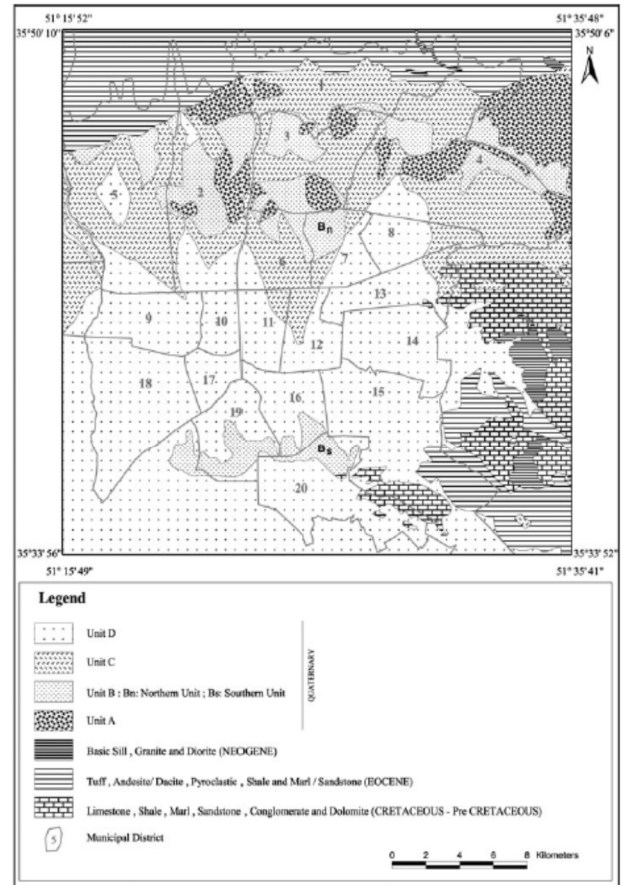 51° 15' 52" 51° 35' 48"
35°50' 10" 35°50' 6"
N
1
3
4
2
5
Bn
8
6
7
13
9
10
11
12
14
18
17
16
15
19
Bs
20
35°33' 56" 35°33' 52"
51° 15' 49" 51° 35' 41"
Legend
Unit D
Unit C
Unit B : Bn: Northern Unit ; Bs: Southern Unit
Unit A
QUATERNARY
Basic Sill , Granite and Diorite (NEOGENE)
Tuff , Andesite/ Dacite , Pyroclastic , Shale and Marl / Sandstone (EOCENE)
Limestone , Shale , Marl , Sandstone , Conglomerate and Dolomite (CRETACEOUS - Pre CRETACEOUS)
5 Municipal District
0 2 4 6 8 Kilometers